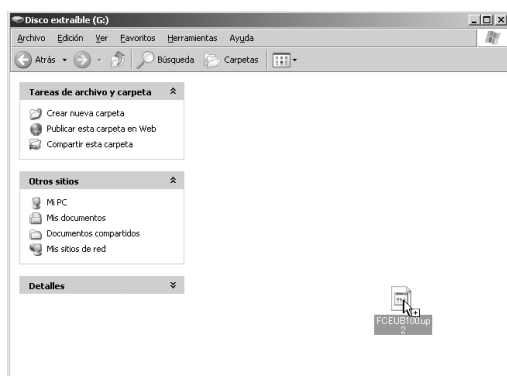 Disco extraíble (G:)
Archivo Edición Ver Favoritos Herramientas Ayuda
Atrás Búsqueda Carpetas
Tareas de archivo y carpeta
Crear nueva carpeta
Publicar esta carpeta en Web
Compartir esta carpeta
Otros sitios
Mi PC
Mis documentos
Documentos compartidos
Mis sitios de red
Detalles
FCEUB100.up
2